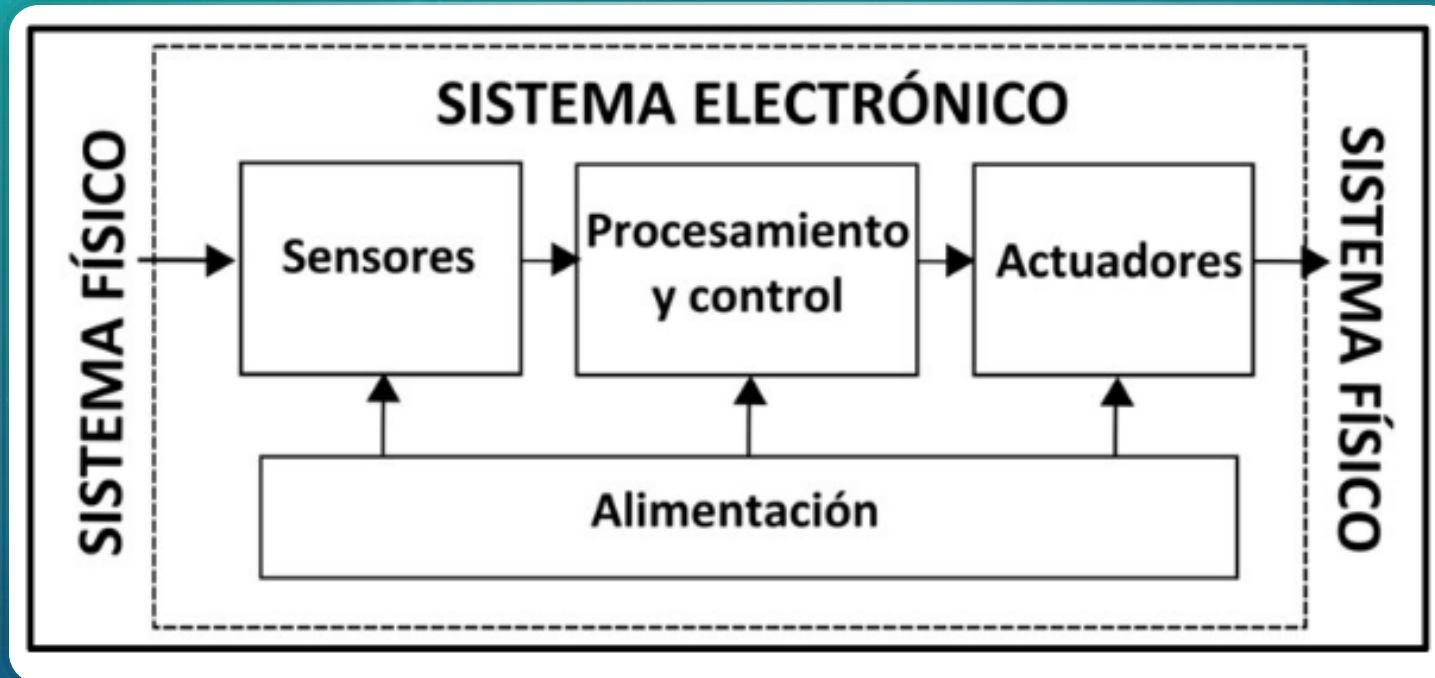 SISTEMA ELECTRÓNICO
SISTEMA FÍSICO
Sensores
Procesamiento
y control
Actuadores
SISTEMA FÍSICO
Alimentación